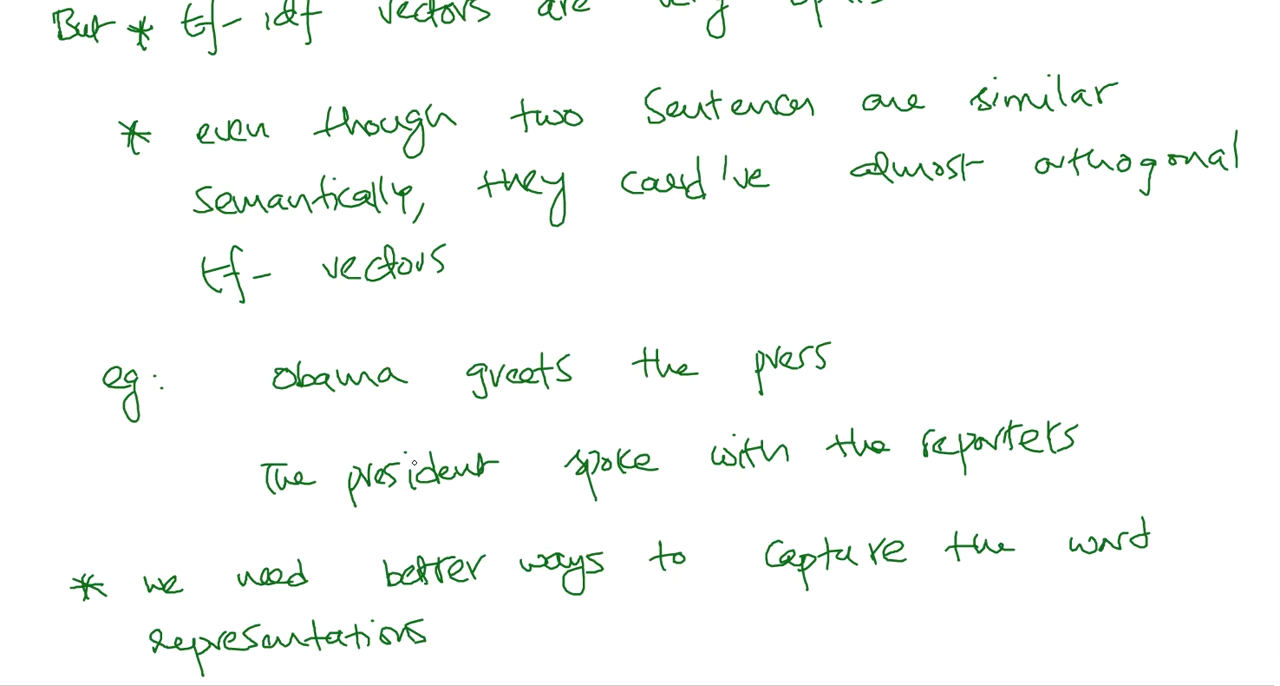 But * tf- idf vectors are very
* even though two sentences are similar
semantically, they could've almost orthogonal
tf- vectors
eg: Obama greets the press
The president spoke with the reporters
* we need better ways to capture the word
representations